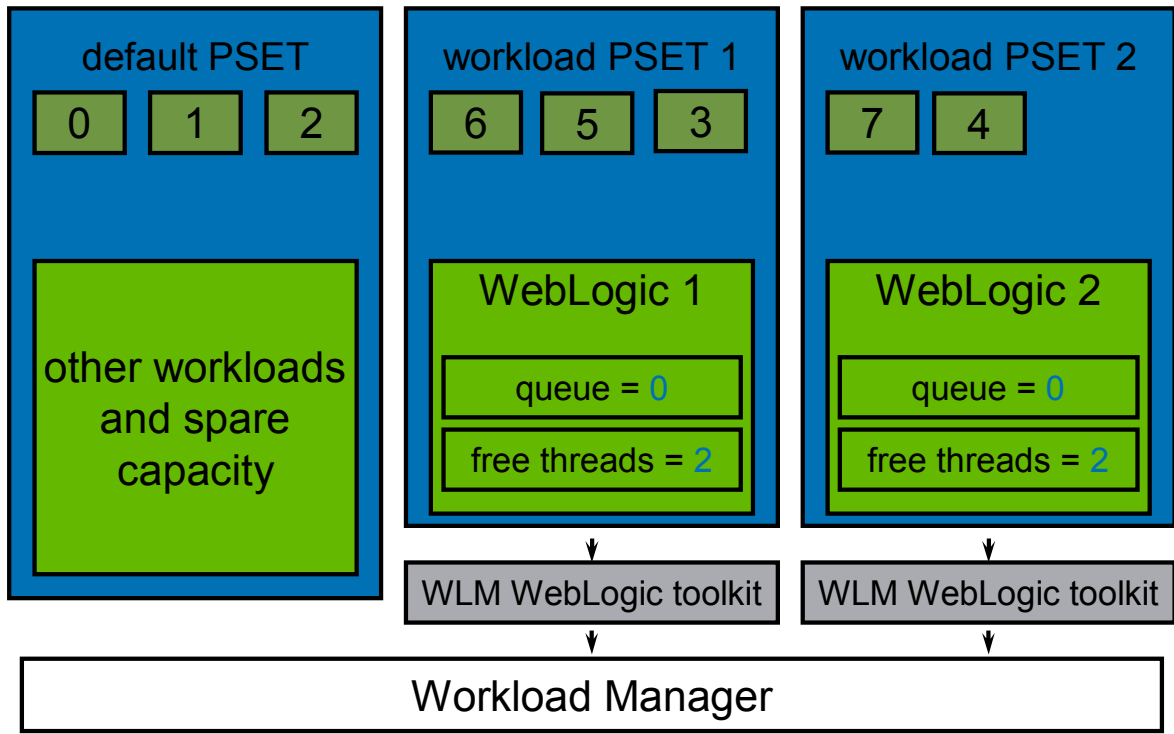 default PSET
0 1 2
other workloads
and spare
capacity
workload PSET 1
6 5 3
WebLogic 1
queue = 0
free threads = 2
WLM WebLogic toolkit
workload PSET 2
7 4
WebLogic 2
queue = 0
free threads = 2
WLM WebLogic toolkit
Workload Manager